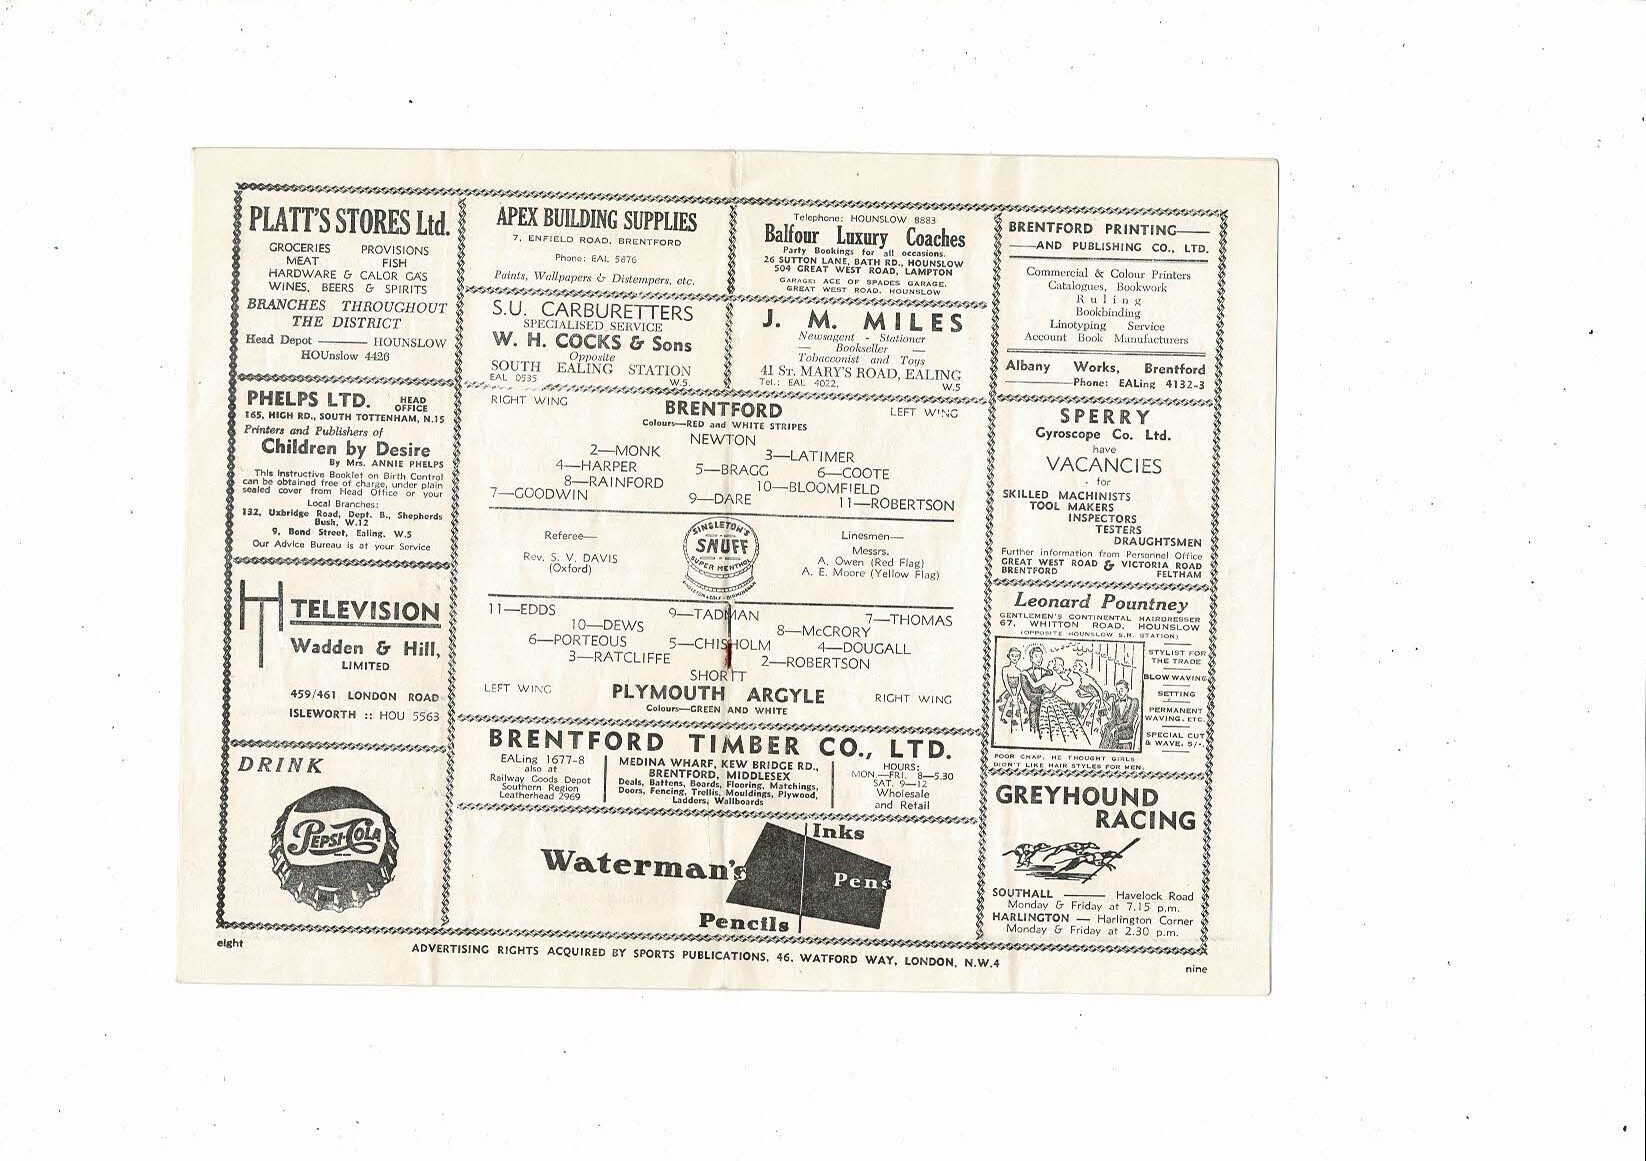 PLATT'S STORES Ltd.
GROCERIES PROVISIONS
MEAT FISH
HARDWARE & CALOR GAS
WINES, BEERS & SPIRITS
BRANCHES THROUGHOUT
THE DISTRICT
Head Depot ——— HOUNSLOW
HOUnslow 4426
PHELPS LTD. HEAD OFFICE
165, HIGH RD., SOUTH TOTTENHAM, N.15
Printers and Publishers of
Children by Desire
By Mrs. ANNIE PHELPS
This Instructive Booklet on Birth Control
can be obtained free of charge, under plain
sealed cover from Head Office or your
Local Branches:
132, Uxbridge Road, Dept. B., Shepherds
Bush, W.12
9, Bond Street, Ealing, W.5
Our Advice Bureau is at your Service
TELEVISION
Wadden & Hill,
LIMITED
459/461 LONDON ROAD
ISLEWORTH :: HOU 5563
DRINK
PEPSI-COLA
APEX BUILDING SUPPLIES
7, ENFIELD ROAD, BRENTFORD
Phone: EAL 5876
Paints, Wallpapers & Distempers, etc.
Telephone: HOUNSLOW 8883
Balfour Luxury Coaches
Party Bookings for all occasions.
26 SUTTON LANE, BATH RD., HOUNSLOW
504 GREAT WEST ROAD, LAMPTON
GARAGE: ACE OF SPADES GARAGE,
GREAT WEST ROAD, HOUNSLOW
S.U. CARBURETTERS
SPECIALISED SERVICE
W. H. COCKS & Sons
Opposite
SOUTH EALING STATION
EAL 0535 W.5.
J. M. MILES
Newsagent - Stationer
— Bookseller —
Tobacconist and Toys
41 ST. MARY'S ROAD, EALING
Tel.: EAL 4022. W.5
RIGHT WING BRENTFORD LEFT WING
Colours—RED and WHITE STRIPES
NEWTON
2—MONK 3—LATIMER
4—HARPER 5—BRAGG 6—COOTE
8—RAINFORD 10—BLOOMFIELD
7—GOODWIN 9—DARE 11—ROBERTSON
Referee—
Rev. S. V. DAVIS
(Oxford)
SINGLETON'S
SNUFF
SUPER MENTHOL
Linesmen—
Messrs.
A. Owen (Red Flag)
A. E. Moore (Yellow Flag)
11—EDDS 9—TADMAN 7—THOMAS
10—DEWS 8—McCRORY
6—PORTEOUS 5—CHISHOLM 4—DOUGALL
3—RATCLIFFE 2—ROBERTSON
SHORTT
LEFT WING PLYMOUTH ARGYLE RIGHT WING
Colours—GREEN AND WHITE
BRENTFORD TIMBER CO., LTD.
EALing 1677-8
also at
Railway Goods Depot
Southern Region
Leatherhead 2969
MEDINA WHARF, KEW BRIDGE RD.,
BRENTFORD, MIDDLESEX
Deals, Battens, Boards, Flooring, Matchings,
Doors, Fencing, Trellis, Mouldings, Plywood,
Ladders, Wallboards
HOURS:
MON.—FRI. 8—5.30
SAT. 9—12
Wholesale
and Retail
Waterman's
Inks
Pens
Pencils
BRENTFORD PRINTING—
—AND PUBLISHING CO., LTD.
Commercial & Colour Printers
Catalogues, Bookwork
Ruling
Bookbinding
Linotyping Service
Account Book Manufacturers
Albany Works, Brentford
Phone: EALing 4132-3
SPERRY
Gyroscope Co. Ltd.
have
VACANCIES
for
SKILLED MACHINISTS
TOOL MAKERS
INSPECTORS
TESTERS
DRAUGHTSMEN
Further information from Personnel Office
GREAT WEST ROAD & VICTORIA ROAD
BRENTFORD FELTHAM
Leonard Pountney
GENTLEMEN'S CONTINENTAL HAIRDRESSER
67, WHITTON ROAD, HOUNSLOW
(OPPOSITE HOUNSLOW S.R. STATION)
STYLIST FOR
THE TRADE
BLOW WAVING
SETTING
PERMANENT
WAVING, ETC.
SPECIAL CUT
& WAVE, 5/-.
POOR CHAP, HE THOUGHT GIRLS
DIDN'T LIKE HAIR STYLES FOR MEN.
GREYHOUND
RACING
SOUTHALL ——— Havelock Road
Monday & Friday at 7.15 p.m.
HARLINGTON — Harlington Corner
Monday & Friday at 2.30 p.m.
eight
ADVERTISING RIGHTS ACQUIRED BY SPORTS PUBLICATIONS, 46, WATFORD WAY, LONDON, N.W.4
nine